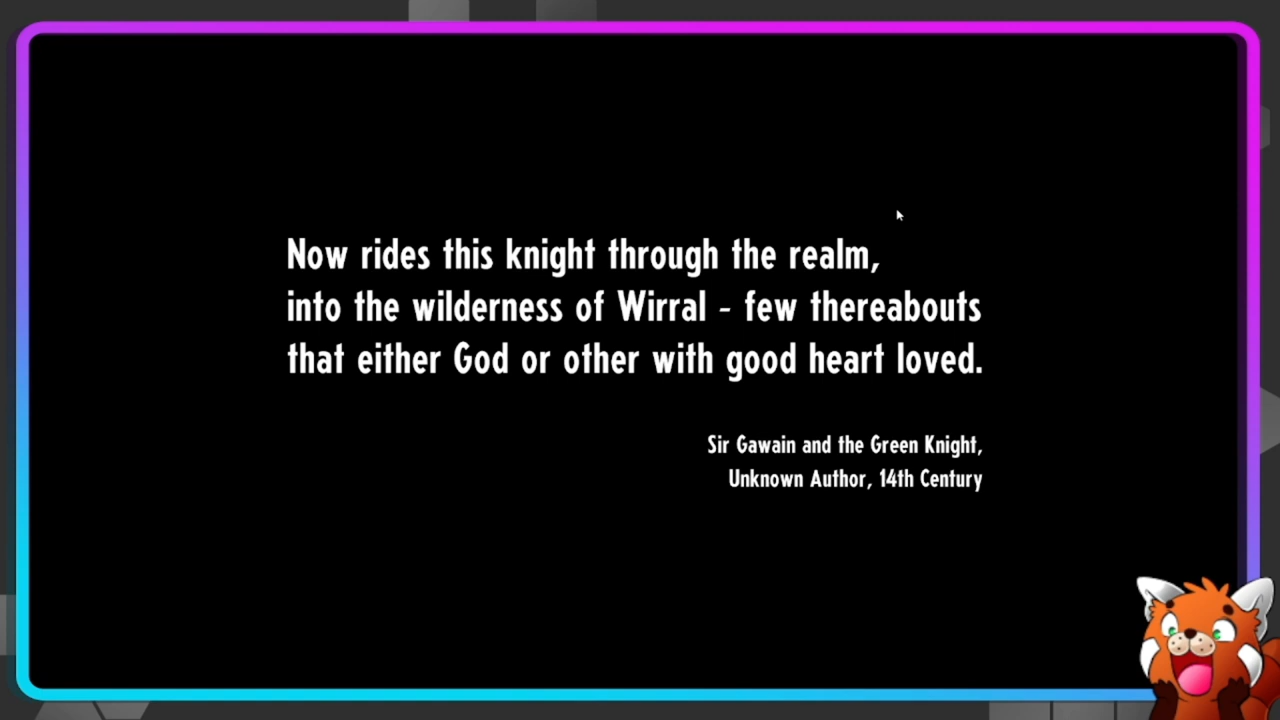 Now rides this knight through the realm,
into the wilderness of Wirral - few thereabouts
that either God or other with good heart loved.
Sir Gawain and the Green Knight,
Unknown Author, 14th Century